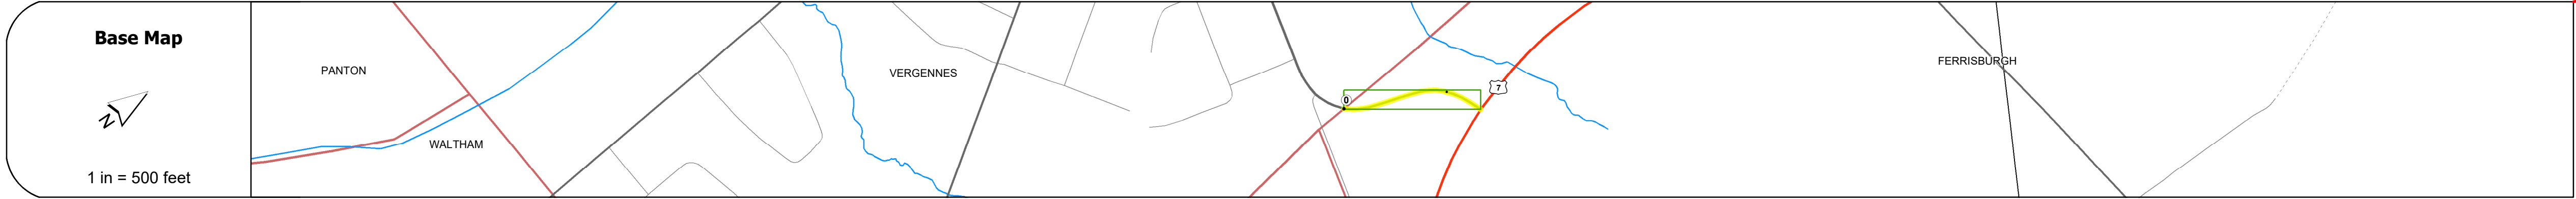 Base Map
N
1 in = 500 feet
PANTON
WALTHAM
VERGENNES
0
7
FERRISBURGH